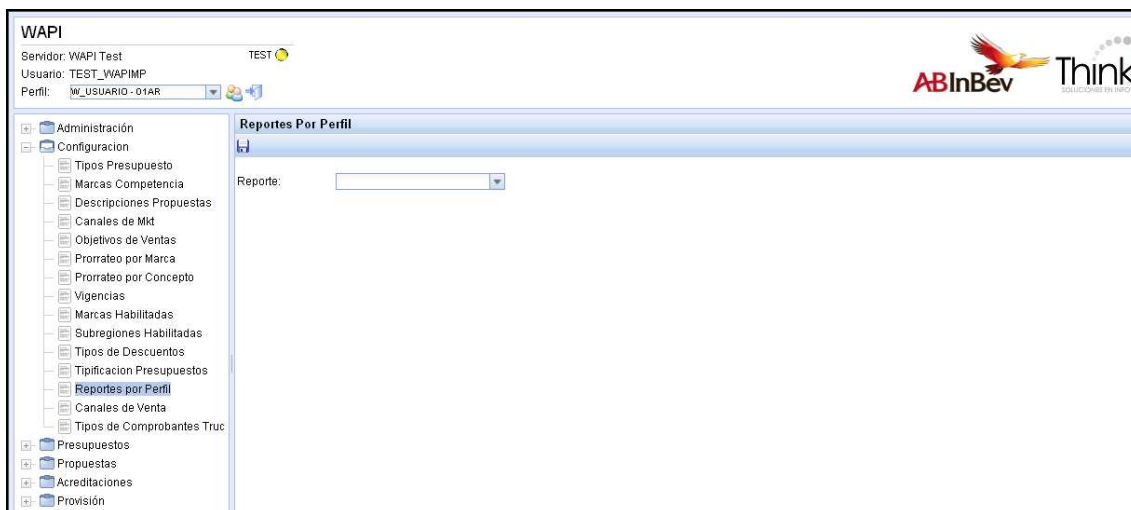 WAPI
Servidor: WAPI Test TEST
Usuario: TEST_WAPIMP
Perfil: W_USUARIO - 01AR
ABInBev
Think
Administración
Configuracion
Tipos Presupuesto
Marcas Competencia
Descripciones Propuestas
Canales de Mkt
Objetivos de Ventas
Prorrateo por Marca
Prorrateo por Concepto
Vigencias
Marcas Habilitadas
Subregiones Habilitadas
Tipos de Descuentos
Tipificacion Presupuestos
Reportes por Perfil
Canales de Venta
Tipos de Comprobantes Truc
Presupuestos
Propuestas
Acreditaciones
Provisión
Reportes Por Perfil
Reporte: